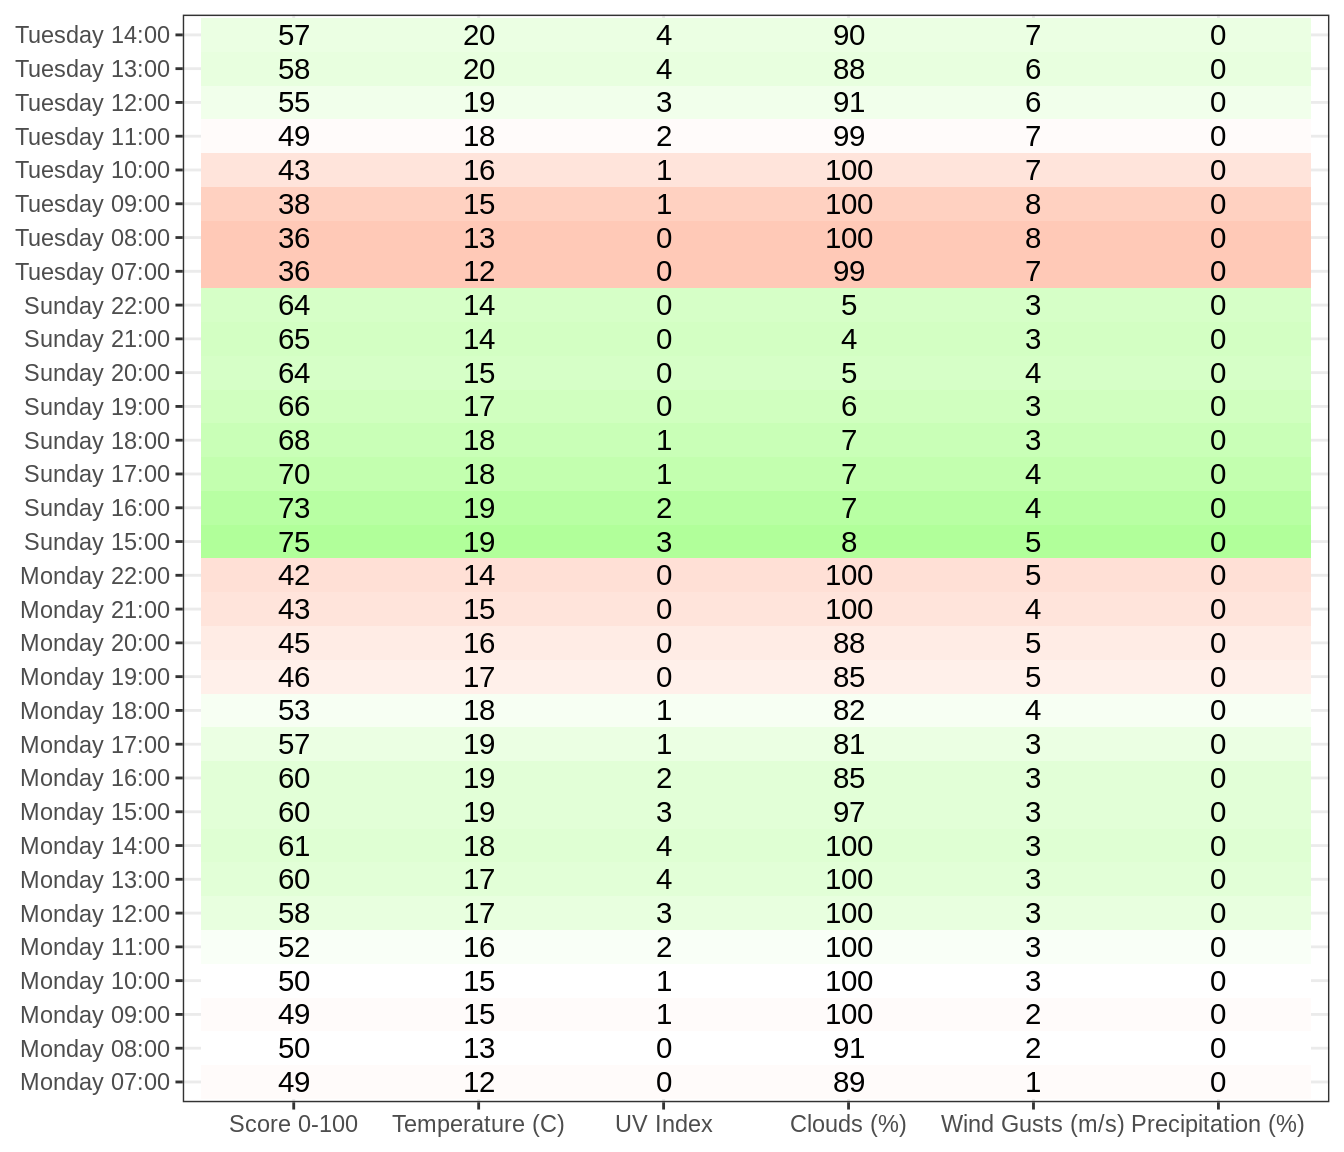 Tuesday 14:00 57 20 4 90 7 0
Tuesday 13:00 58 20 4 88 6 0
Tuesday 12:00 55 19 3 91 6 0
Tuesday 11:00 49 18 2 99 7 0
Tuesday 10:00 43 16 1 100 7 0
Tuesday 09:00 38 15 1 100 8 0
Tuesday 08:00 36 13 0 100 8 0
Tuesday 07:00 36 12 0 99 7 0
Sunday 22:00 64 14 0 5 3 0
Sunday 21:00 65 14 0 4 3 0
Sunday 20:00 64 15 0 5 4 0
Sunday 19:00 66 17 0 6 3 0
Sunday 18:00 68 18 1 7 3 0
Sunday 17:00 70 18 1 7 4 0
Sunday 16:00 73 19 2 7 4 0
Sunday 15:00 75 19 3 8 5 0
Monday 22:00 42 14 0 100 5 0
Monday 21:00 43 15 0 100 4 0
Monday 20:00 45 16 0 88 5 0
Monday 19:00 46 17 0 85 5 0
Monday 18:00 53 18 1 82 4 0
Monday 17:00 57 19 1 81 3 0
Monday 16:00 60 19 2 85 3 0
Monday 15:00 60 19 3 97 3 0
Monday 14:00 61 18 4 100 3 0
Monday 13:00 60 17 4 100 3 0
Monday 12:00 58 17 3 100 3 0
Monday 11:00 52 16 2 100 3 0
Monday 10:00 50 15 1 100 3 0
Monday 09:00 49 15 1 100 2 0
Monday 08:00 50 13 0 91 2 0
Monday 07:00 49 12 0 89 1 0
Score 0-100 Temperature (C) UV Index Clouds (%) Wind Gusts (m/s) Precipitation (%)